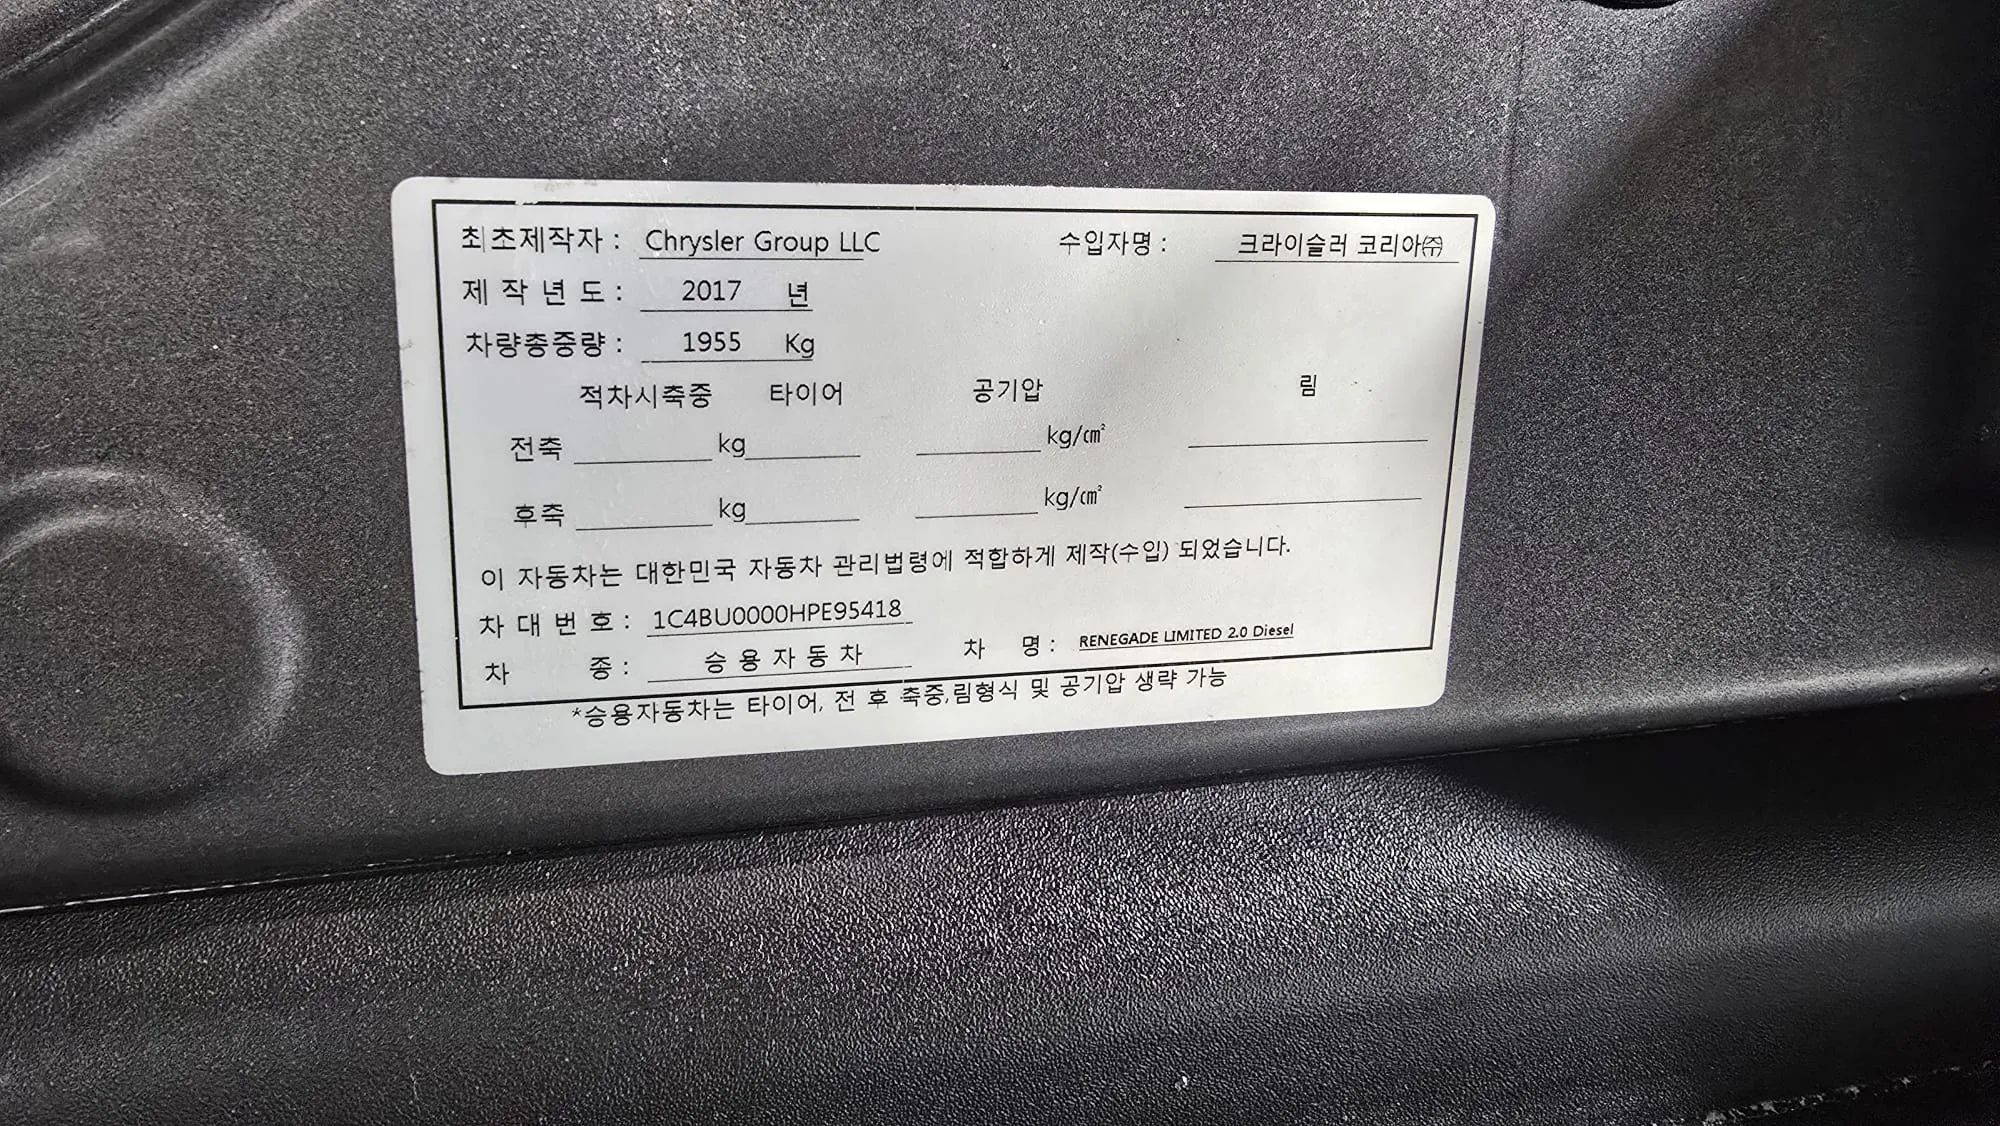 최초제작자 : Chrysler Group LLC 수입자명 : 크라이슬러 코리아㈜
제 작 년 도 : 2017 년
차량총중량 : 1955 Kg
적차시축중 타이어 공기압 림
전축 kg kg/㎠
후축 kg kg/㎠
이 자동차는 대한민국 자동차 관리법령에 적합하게 제작(수입) 되었습니다.
차 대 번 호 : 1C4BU0000HPE95418
차 종 : 승 용 자 동 차 차 명 : RENEGADE LIMITED 2.0 Diesel
*승용자동차는 타이어, 전 후 축중,림형식 및 공기압 생략 가능